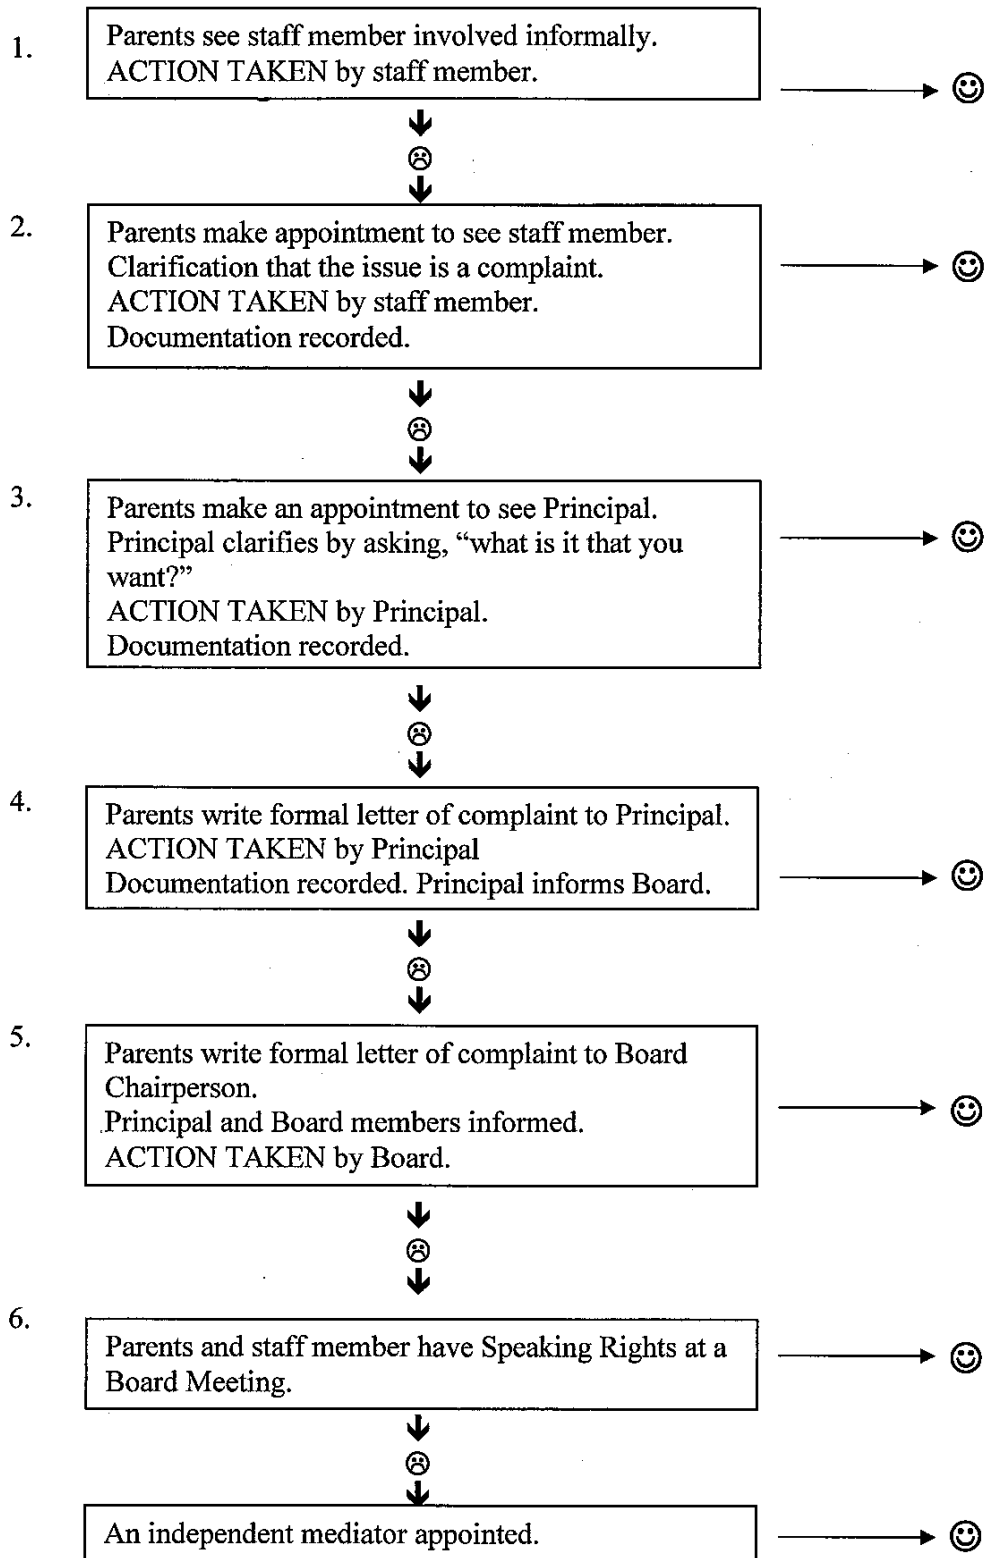 1.
Parents see staff member involved informally.
ACTION TAKEN by staff member.
2.
Parents make appointment to see staff member.
Clarification that the issue is a complaint.
ACTION TAKEN by staff member.
Documentation recorded.
3.
Parents make an appointment to see Principal.
Principal clarifies by asking, “what is it that you
want?”
ACTION TAKEN by Principal.
Documentation recorded.
4.
Parents write formal letter of complaint to Principal.
ACTION TAKEN by Principal
Documentation recorded. Principal informs Board.
5.
Parents write formal letter of complaint to Board
Chairperson.
Principal and Board members informed.
ACTION TAKEN by Board.
6.
Parents and staff member have Speaking Rights at a
Board Meeting.
An independent mediator appointed.